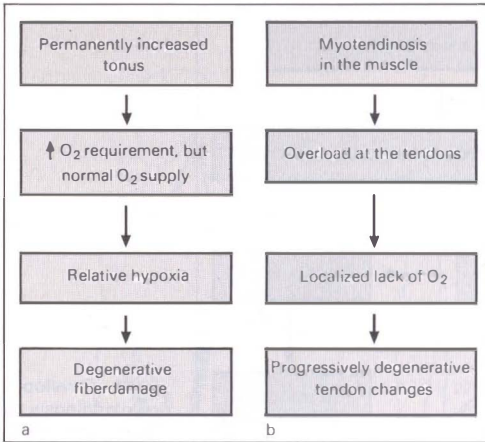 Permanently increased
tonus
↑ O₂ requirement, but
normal O₂ supply
Relative hypoxia
Degenerative
fiberdamage
a
Myotendinosis
in the muscle
Overload at the tendons
Localized lack of O₂
Progressively degenerative
tendon changes
b